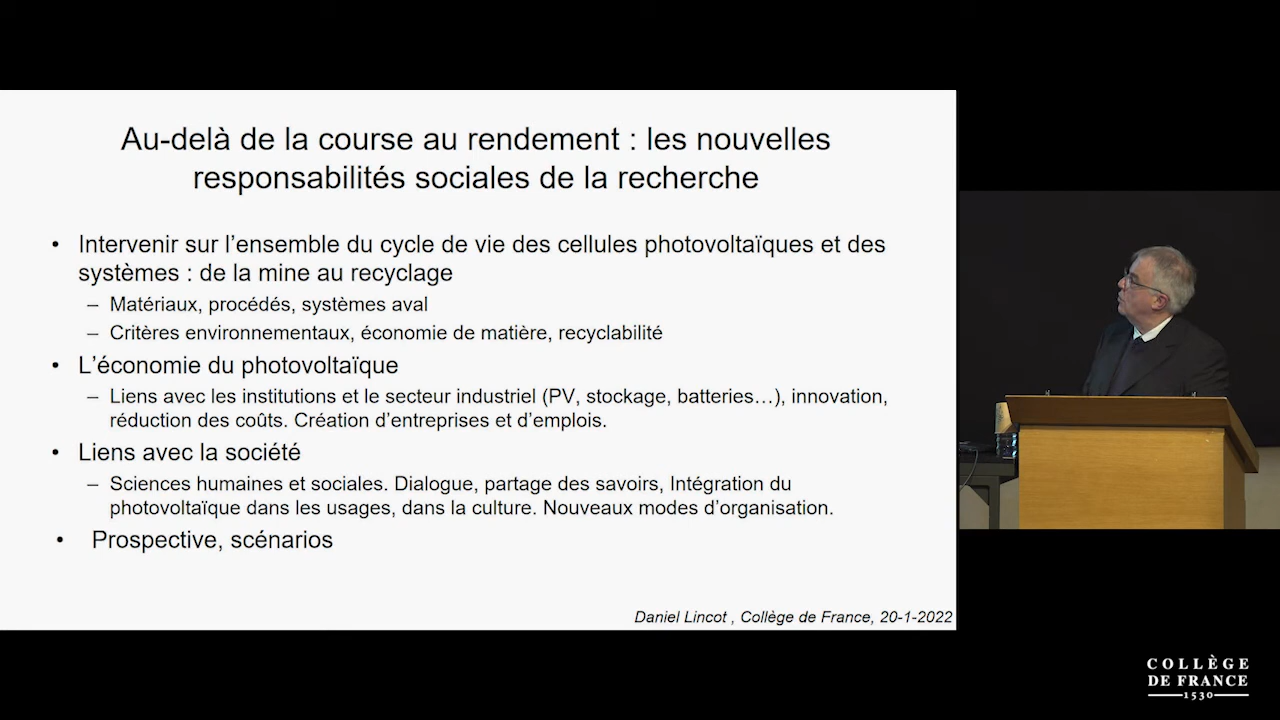 Au-delà de la course au rendement : les nouvelles
responsabilités sociales de la recherche
• Intervenir sur l'ensemble du cycle de vie des cellules photovoltaïques et des
systèmes : de la mine au recyclage
– Matériaux, procédés, systèmes aval
– Critères environnementaux, économie de matière, recyclabilité
• L'économie du photovoltaïque
– Liens avec les institutions et le secteur industriel (PV, stockage, batteries…), innovation,
réduction des coûts. Création d'entreprises et d'emplois.
• Liens avec la société
– Sciences humaines et sociales. Dialogue, partage des savoirs, Intégration du
photovoltaïque dans les usages, dans la culture. Nouveaux modes d'organisation.
• Prospective, scénarios
Daniel Lincot , Collège de France, 20-1-2022
COLLÈGE
DE FRANCE
1530